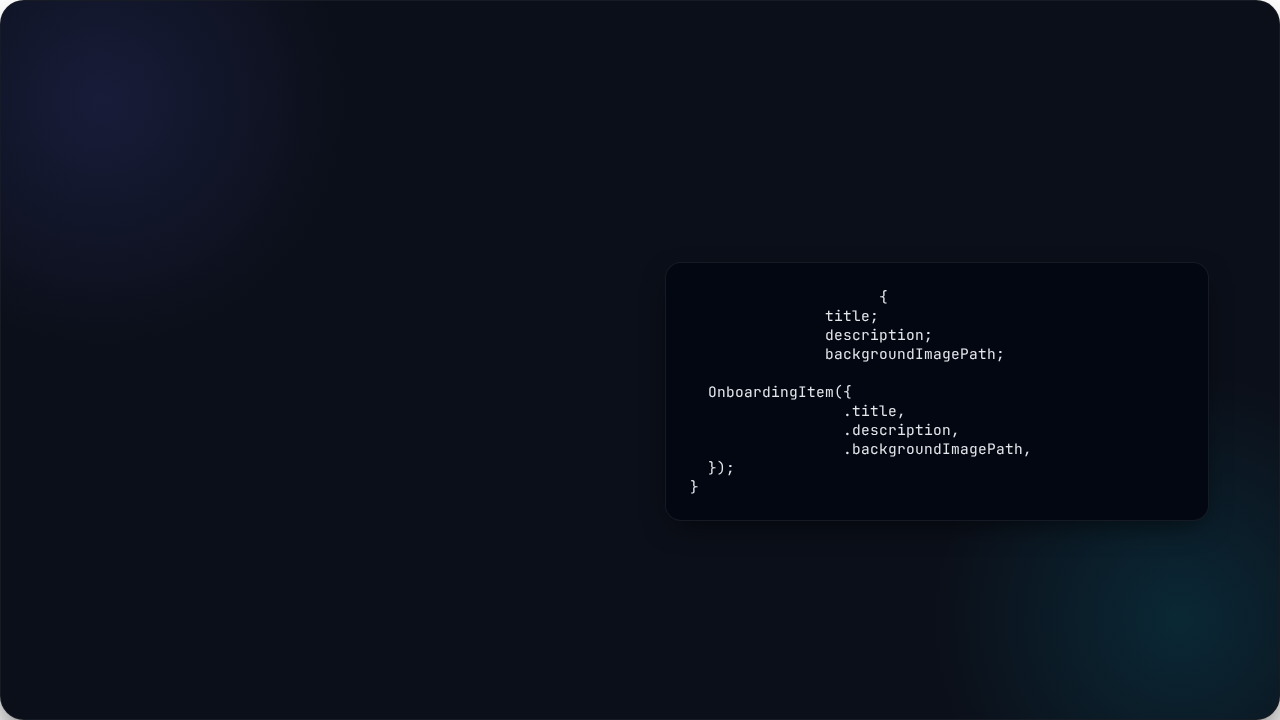 {
title;
description;
backgroundImagePath;
OnboardingItem({
.title,
.description,
.backgroundImagePath,
});
}